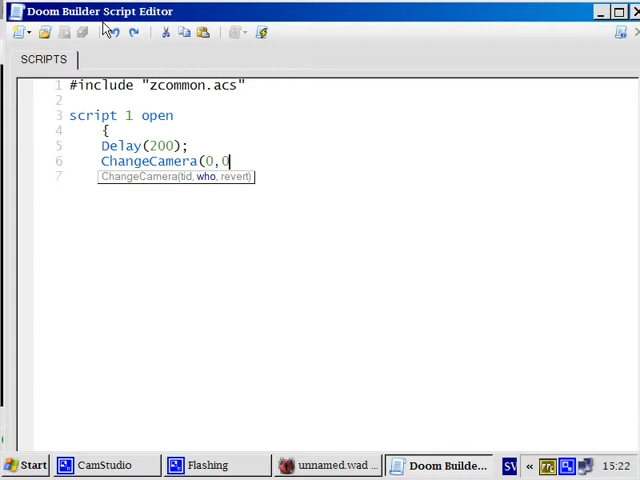 Doom Builder Script Editor
SCRIPTS
1 #include "zcommon.acs"
2
3 script 1 open
4 {
5 Delay(200);
6 ChangeCamera(0,0
ChangeCamera(tid, who, revert)
7
Start
CamStudio
Flashing
unnamed.wad ...
Doom Builde...
SV
«
15:22